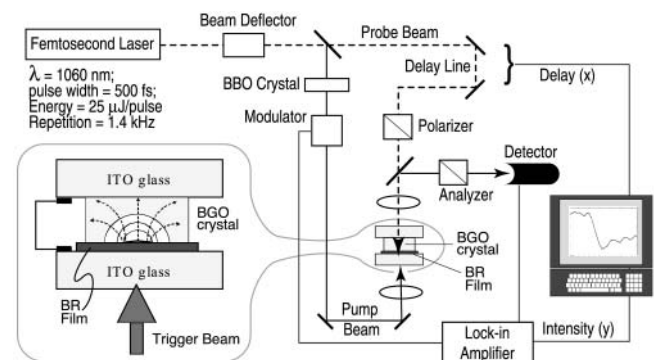 Beam Deflector
Femtosecond Laser
Probe Beam
λ = 1060 nm;
pulse width = 500 fs;
Energy = 25 μJ/pulse
Repetition = 1.4 kHz
BBO Crystal
Delay Line
Delay (x)
Modulator
Polarizer
Detector
Analyzer
ITO glass
BGO
crystal
ITO glass
BR
Film
Trigger Beam
BGO
crystal
BR
Film
Pump
Beam
Lock-in
Amplifier
Intensity (y)